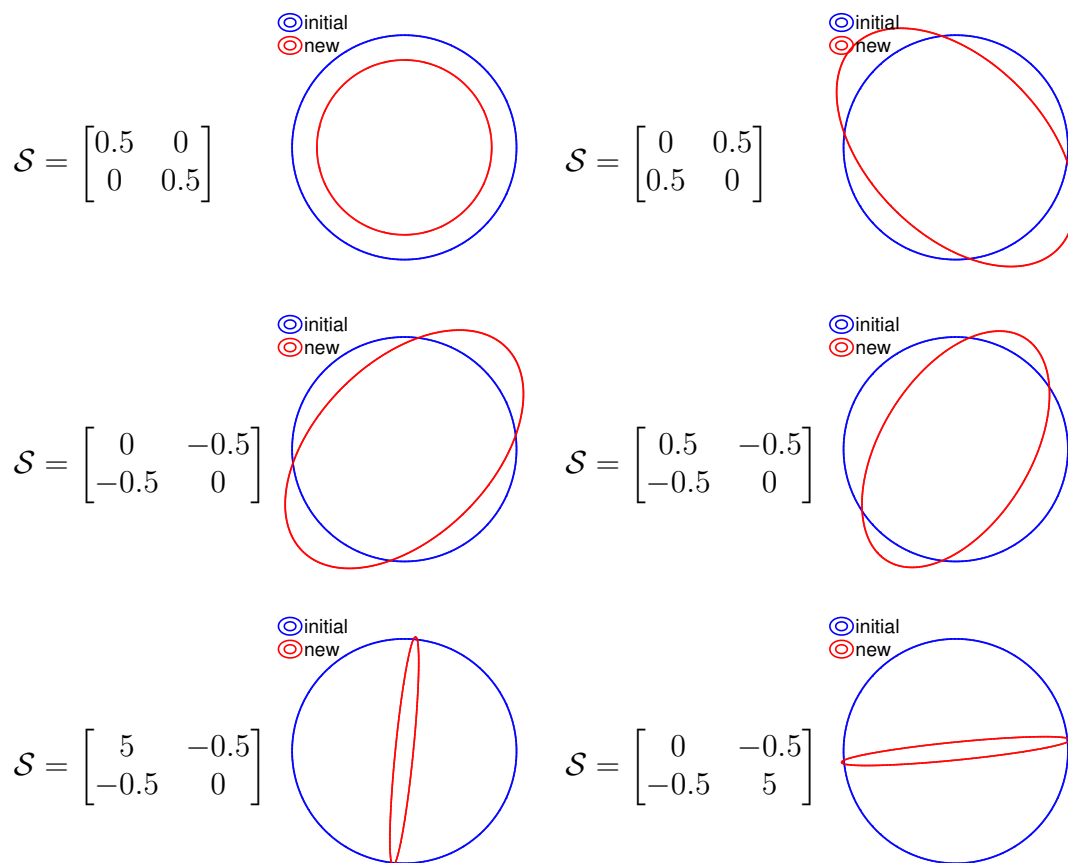 initial
new
S = [0.5 0
0 0.5]
initial
new
S = [0 0.5
0.5 0]
initial
new
S = [0 −0.5
−0.5 0]
initial
new
S = [0.5 −0.5
−0.5 0]
initial
new
S = [5 −0.5
−0.5 0]
initial
new
S = [0 −0.5
−0.5 5]